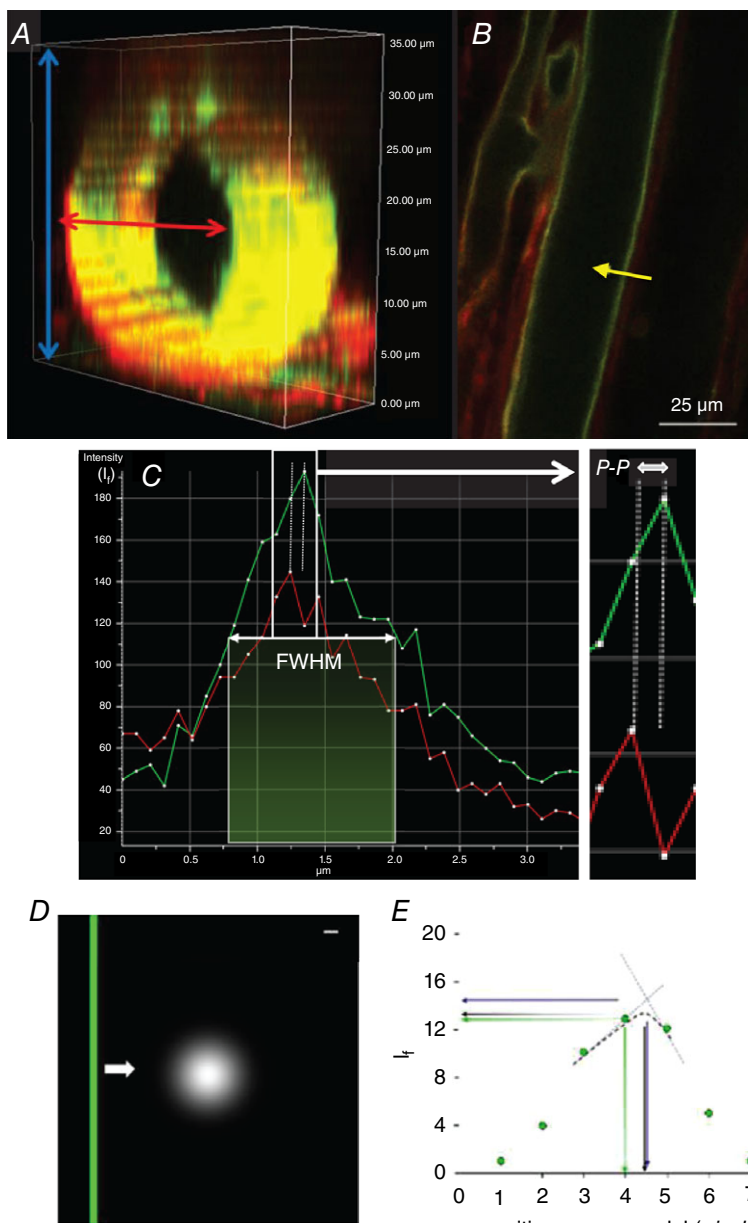 A
35.00 µm
30.00 µm
25.00 µm
20.00 µm
15.00 µm
10.00 µm
5.00 µm
0.00 µm
B
25 µm
Intensity
(If)
C
180
160
140
120
100
80
60
40
20
FWHM
0
0.5
1.0
1.5
2.0
2.5
3.0
µm
P-P
D
E
20
16
12
8
4
0
If
0 1 2 3 4 5 6 7